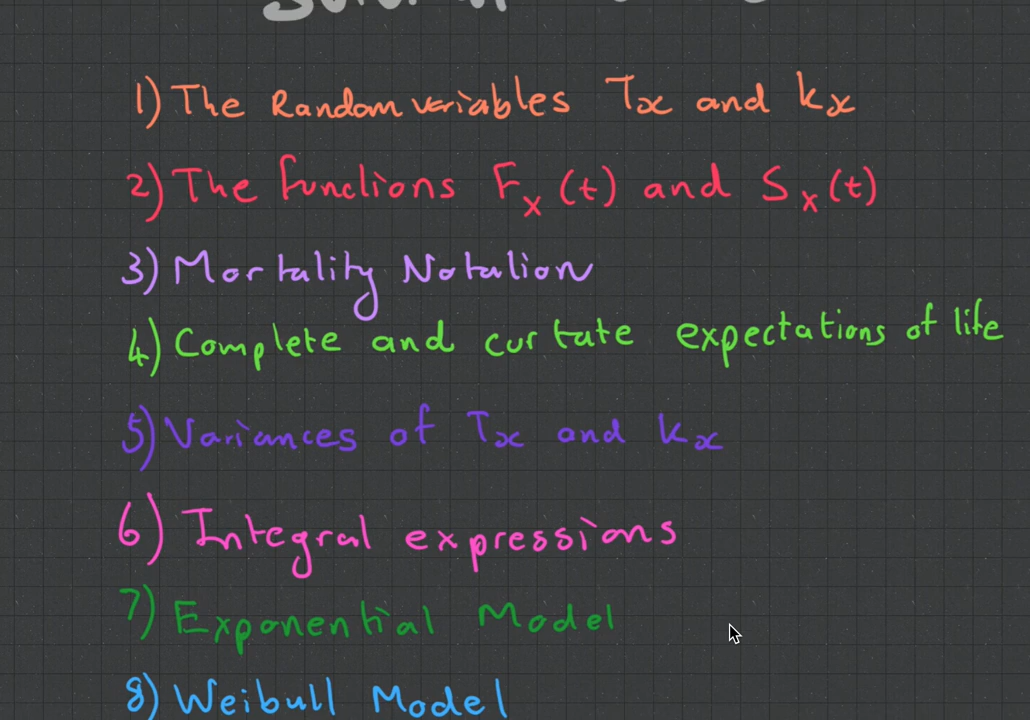 1) The Random variables Tx and kx
2) The functions Fx(t) and Sx(t)
3) Mortality Notation
4) Complete and curtate expectations of life
5) Variances of Tx and kx
6) Integral expressions
7) Exponential Model
8) Weibull Model